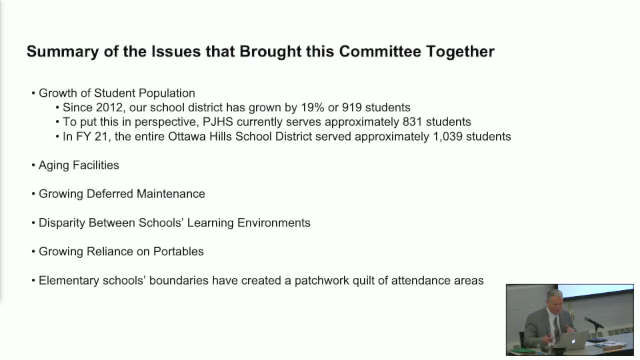 Summary of the Issues that Brought this Committee Together
• Growth of Student Population
• Since 2012, our school district has grown by 19% or 919 students
• To put this in perspective, PJHS currently serves approximately 831 students
• In FY 21, the entire Ottawa Hills School District served approximately 1,039 students
• Aging Facilities
• Growing Deferred Maintenance
• Disparity Between Schools' Learning Environments
• Growing Reliance on Portables
• Elementary schools' boundaries have created a patchwork quilt of attendance areas